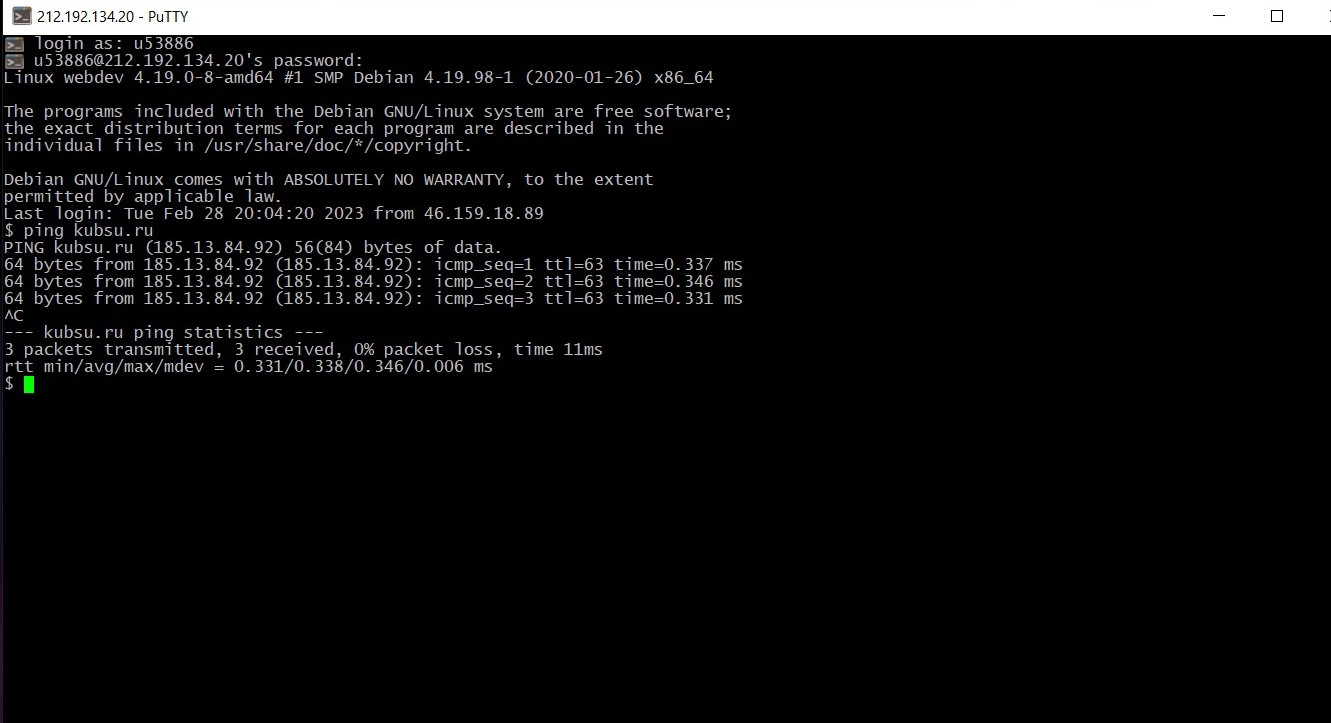 212.192.134.20 - PuTTY
login as: u53886
u53886@212.192.134.20's password:
Linux webdev 4.19.0-8-amd64 #1 SMP Debian 4.19.98-1 (2020-01-26) x86_64
The programs included with the Debian GNU/Linux system are free software;
the exact distribution terms for each program are described in the
individual files in /usr/share/doc/*/copyright.
Debian GNU/Linux comes with ABSOLUTELY NO WARRANTY, to the extent
permitted by applicable law.
Last login: Tue Feb 28 20:04:20 2023 from 46.159.18.89
$ ping kubsu.ru
PING kubsu.ru (185.13.84.92) 56(84) bytes of data.
64 bytes from 185.13.84.92 (185.13.84.92): icmp_seq=1 ttl=63 time=0.337 ms
64 bytes from 185.13.84.92 (185.13.84.92): icmp_seq=2 ttl=63 time=0.346 ms
64 bytes from 185.13.84.92 (185.13.84.92): icmp_seq=3 ttl=63 time=0.331 ms
^C
--- kubsu.ru ping statistics ---
3 packets transmitted, 3 received, 0% packet loss, time 11ms
rtt min/avg/max/mdev = 0.331/0.338/0.346/0.006 ms
$